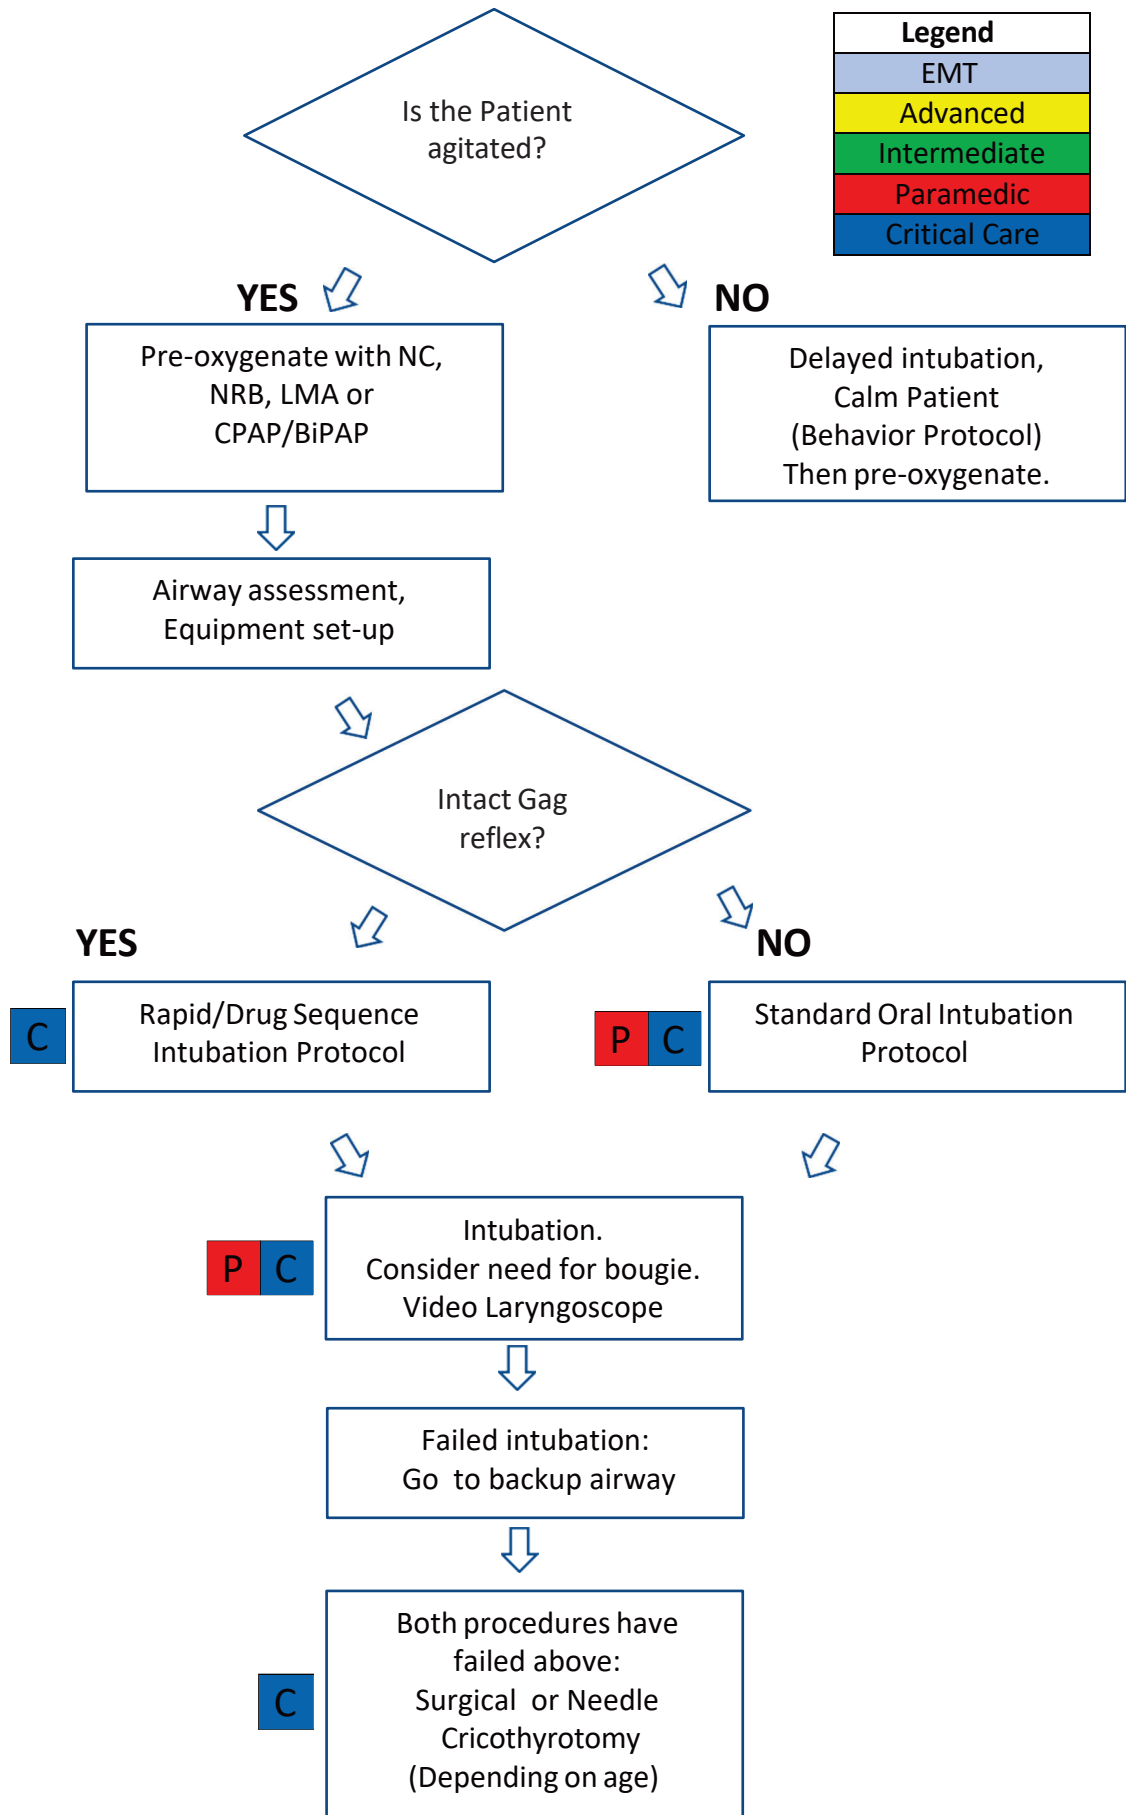 Legend
EMT
Advanced
Intermediate
Paramedic
Critical Care
Is the Patient
agitated?
YES
NO
Pre-oxygenate with NC,
NRB, LMA or
CPAP/BiPAP
Delayed intubation,
Calm Patient
(Behavior Protocol)
Then pre-oxygenate.
Airway assessment,
Equipment set-up
Intact Gag
reflex?
YES
NO
C
Rapid/Drug Sequence
Intubation Protocol
P C
Standard Oral Intubation
Protocol
P C
Intubation.
Consider need for bougie.
Video Laryngoscope
Failed intubation:
Go to backup airway
C
Both procedures have
failed above:
Surgical or Needle
Cricothyrotomy
(Depending on age)